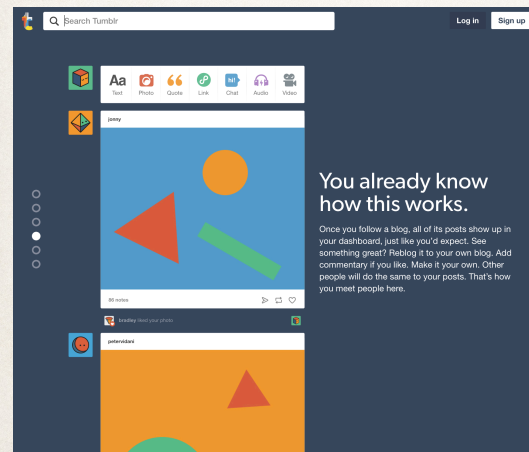 Search Tumblr
Log in
Sign up
Aa
Text
Photo
Quote
Link
hi!
Chat
Audio
Video
jonny
96 notes
bradley liked your photo
petervidani
You already know
how this works.
Once you follow a blog, all of its posts show up in
your dashboard, just like you'd expect. See
something great? Reblog it to your own blog. Add
commentary if you like. Make it your own. Other
people will do the same to your posts. That's how
you meet people here.